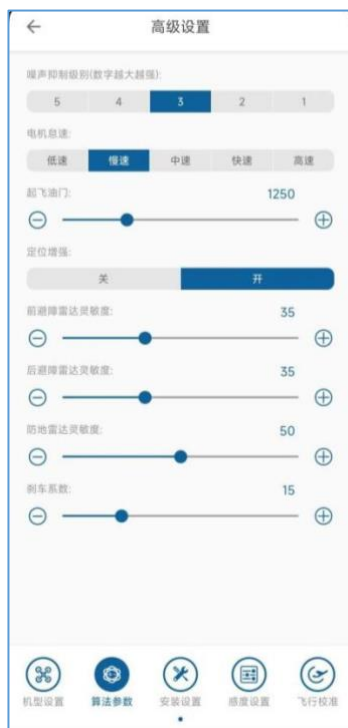 高级设置
噪声抑制级别(数字越大越强):
5 4 3 2 1
电机怠速:
低速 慢速 中速 快速 高速
起飞油门: 1250
定位增强:
关 开
前避障雷达灵敏度: 35
后避障雷达灵敏度: 35
仿地雷达灵敏度: 50
刹车系数: 15
机型设置 算法参数 安装设置 感度设置 飞行校准